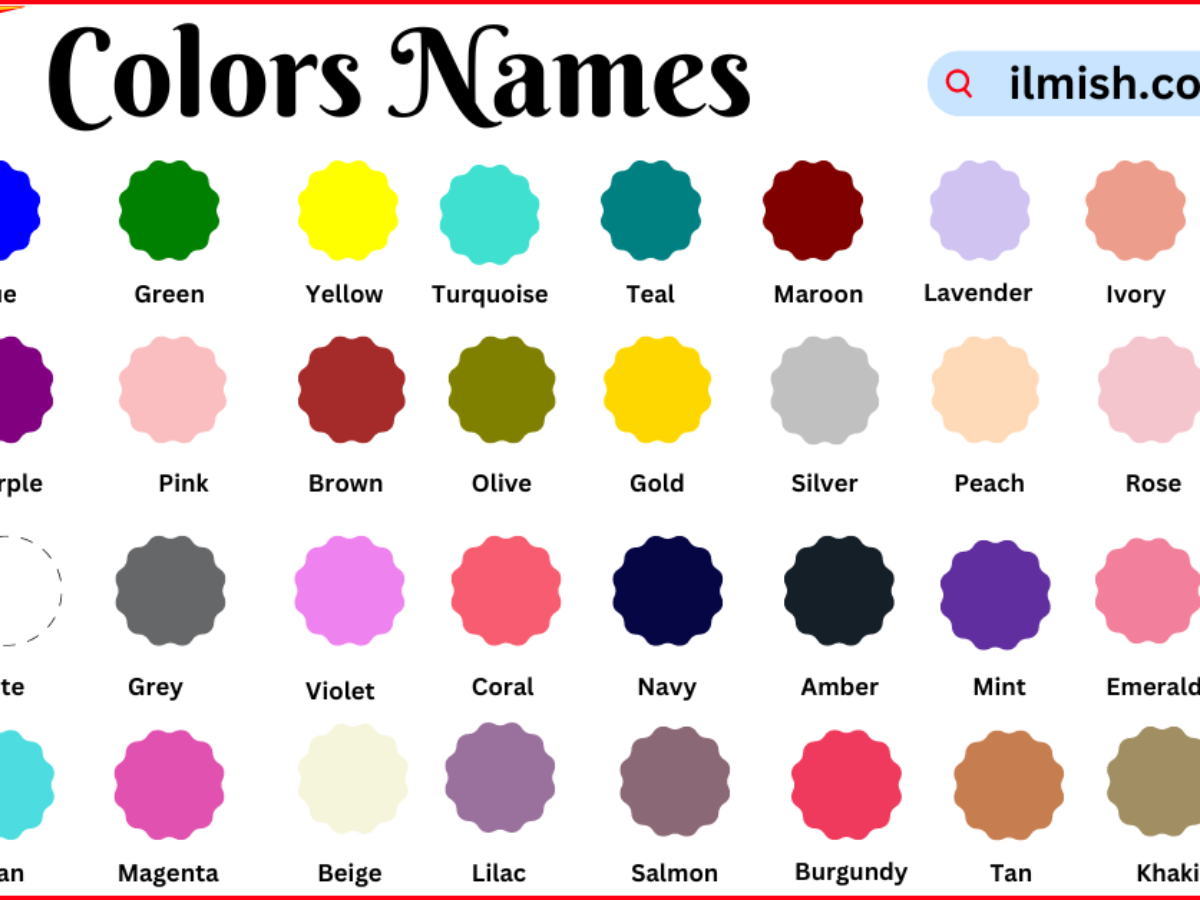 Colors Names
ilmish.co
ue Green Yellow Turquoise Teal Maroon Lavender Ivory
rple Pink Brown Olive Gold Silver Peach Rose
te Grey Violet Coral Navy Amber Mint Emerald
an Magenta Beige Lilac Salmon Burgundy Tan Khaki